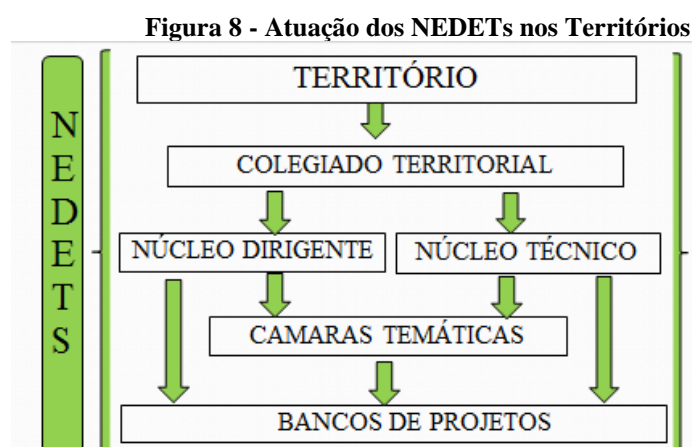 Figura 8 - Atuação dos NEDETs nos Territórios
NEDETS
TERRITÓRIO
COLEGIADO TERRITORIAL
NÚCLEO DIRIGENTE
NÚCLEO TÉCNICO
CAMARAS TEMÁTICAS
BANCOS DE PROJETOS